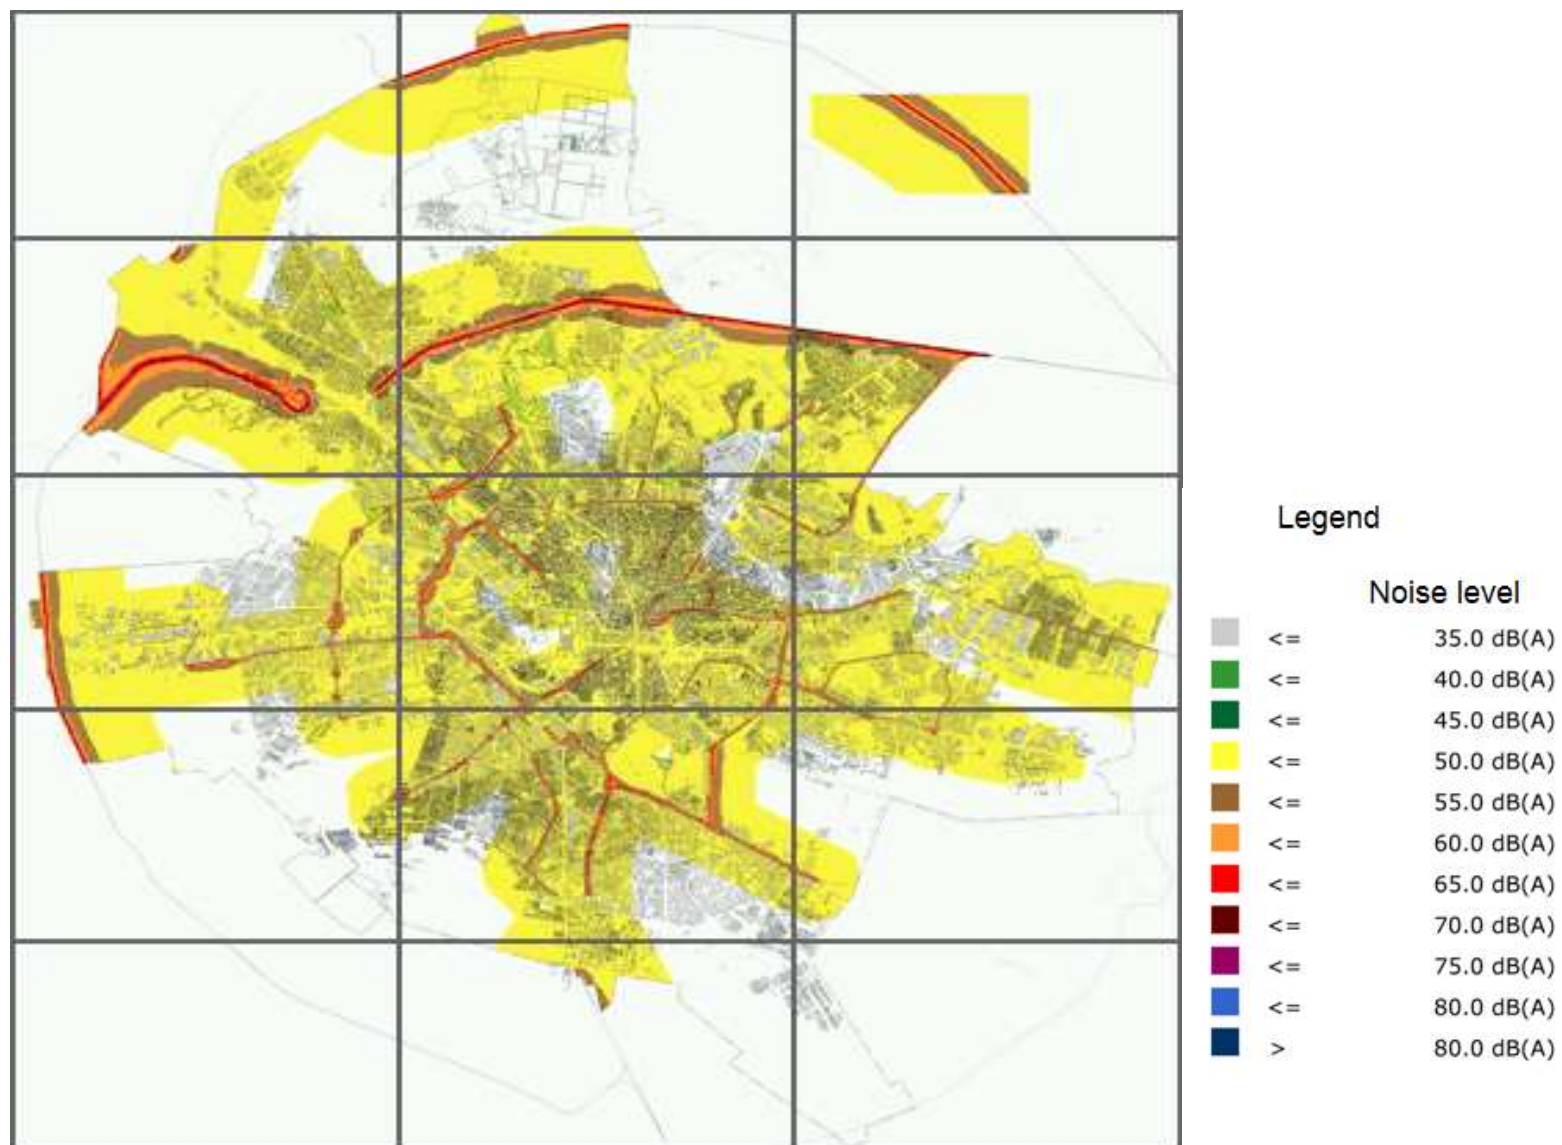 Legend
Noise level
<= 35.0 dB(A)
<= 40.0 dB(A)
<= 45.0 dB(A)
<= 50.0 dB(A)
<= 55.0 dB(A)
<= 60.0 dB(A)
<= 65.0 dB(A)
<= 70.0 dB(A)
<= 75.0 dB(A)
<= 80.0 dB(A)
> 80.0 dB(A)